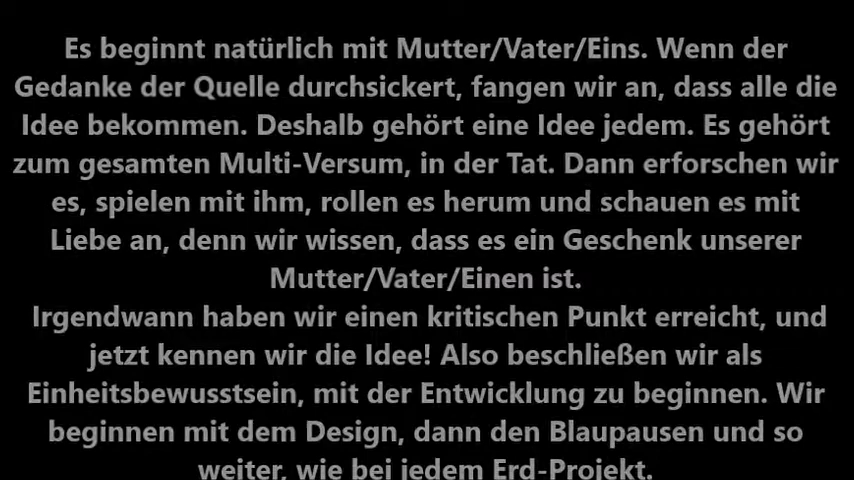 Es beginnt natürlich mit Mutter/Vater/Eins. Wenn der
Gedanke der Quelle durchsickert, fangen wir an, dass alle die
Idee bekommen. Deshalb gehört eine Idee jedem. Es gehört
zum gesamten Multi-Versum, in der Tat. Dann erforschen wir
es, spielen mit ihm, rollen es herum und schauen es mit
Liebe an, denn wir wissen, dass es ein Geschenk unserer
Mutter/Vater/Einen ist.
Irgendwann haben wir einen kritischen Punkt erreicht, und
jetzt kennen wir die Idee! Also beschließen wir als
Einheitsbewusstsein, mit der Entwicklung zu beginnen. Wir
beginnen mit dem Design, dann den Blaupausen und so
weiter, wie bei jedem Erd-Projekt.